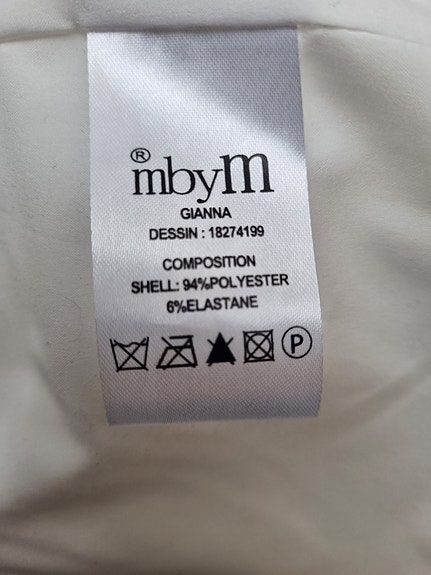 ®
mbyM
GIANNA
DESSIN : 18274199
COMPOSITION
SHELL: 94%POLYESTER
6%ELASTANE
P